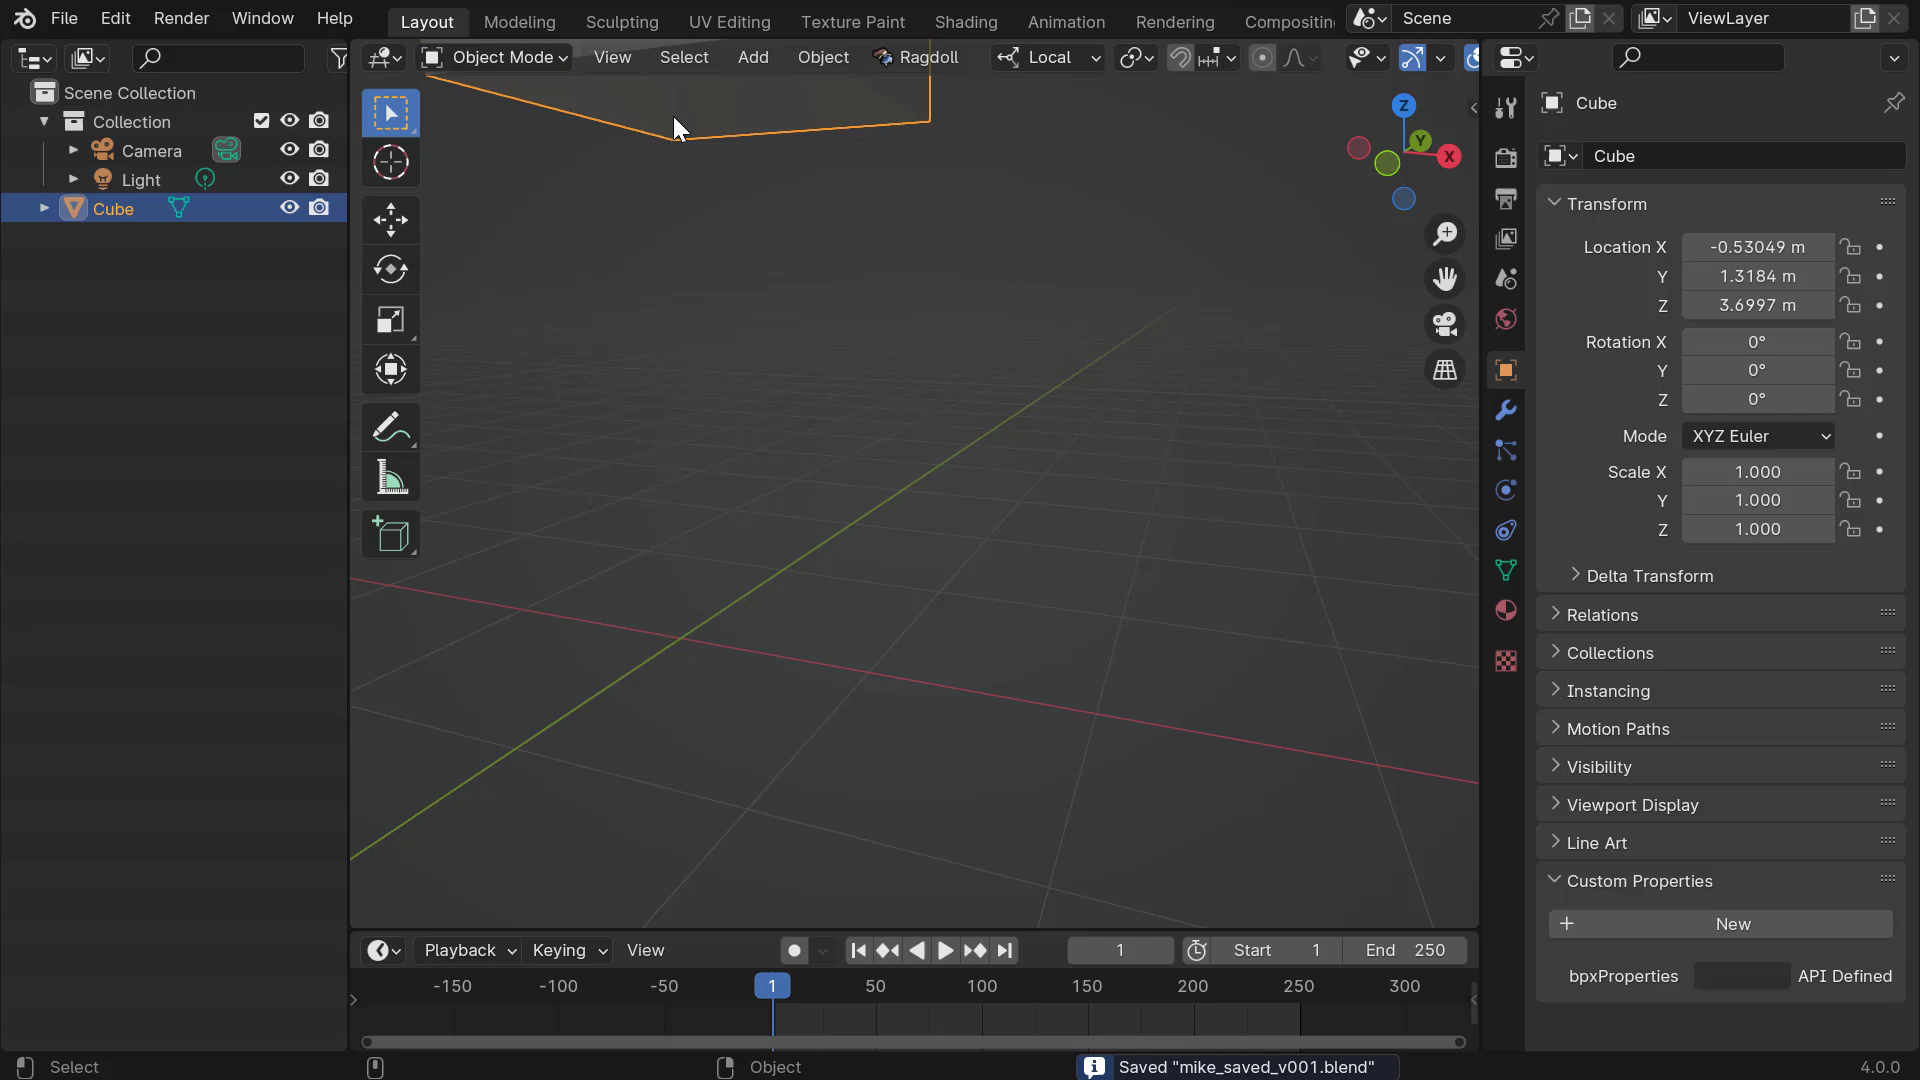 File Edit Render Window Help Layout Modeling Sculpting UV Editing Texture Paint Shading Animation Rendering Compositin Scene ViewLayer
Object Mode View Select Add Object Ragdoll Local
Scene Collection
Collection
Camera
Light
Cube
Z
Y
X
Cube
Cube
Transform
Location X -0.53049 m
Y 1.3184 m
Z 3.6997 m
Rotation X 0°
Y 0°
Z 0°
Mode XYZ Euler
Scale X 1.000
Y 1.000
Z 1.000
Delta Transform
Relations
Collections
Instancing
Motion Paths
Visibility
Viewport Display
Line Art
Custom Properties
New
bpxProperties API Defined
Playback Keying View 1 Start 1 End 250
-150 -100 -50 1 50 100 150 200 250 300
Select Object Saved "mike_saved_v001.blend" 4.0.0